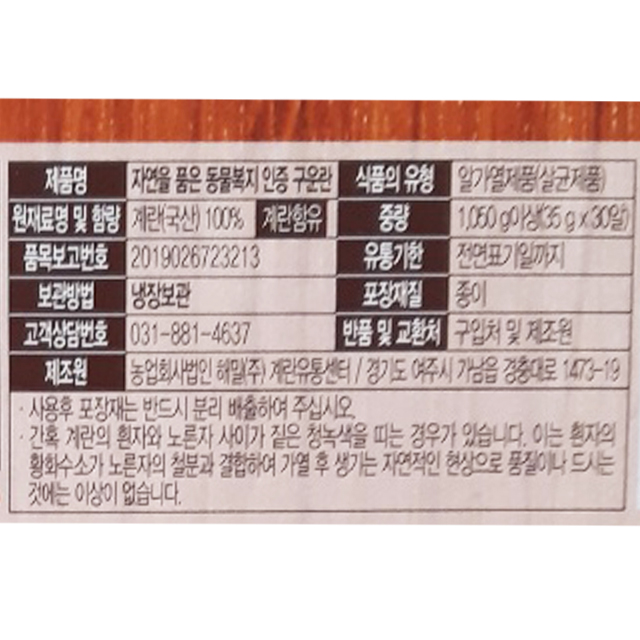 제품명 자연을 품은 동물복지 인증 구운란 식품의 유형 알가열제품(살균제품)
원재료명 및 함량 계란(국산) 100% 계란함유 중량 1,050 g이상(35 g x 30알)
품목보고번호 2019026723213 유통기한 전면표기일까지
보관방법 냉장보관 포장재질 종이
고객상담번호 031-881-4637 반품 및 교환처 구입처 및 제조원
제조원 농업회사법인 해밀(주) 계란유통센터 / 경기도 여주시 가남읍 경충대로 1473-19
· 사용후 포장재는 반드시 분리 배출하여 주십시오.
· 간혹 계란의 흰자와 노른자 사이가 짙은 청녹색을 띠는 경우가 있습니다. 이는 흰자의
황화수소가 노른자의 철분과 결합하여 가열 후 생기는 자연적인 현상으로 품질이나 드시는
것에는 이상이 없습니다.